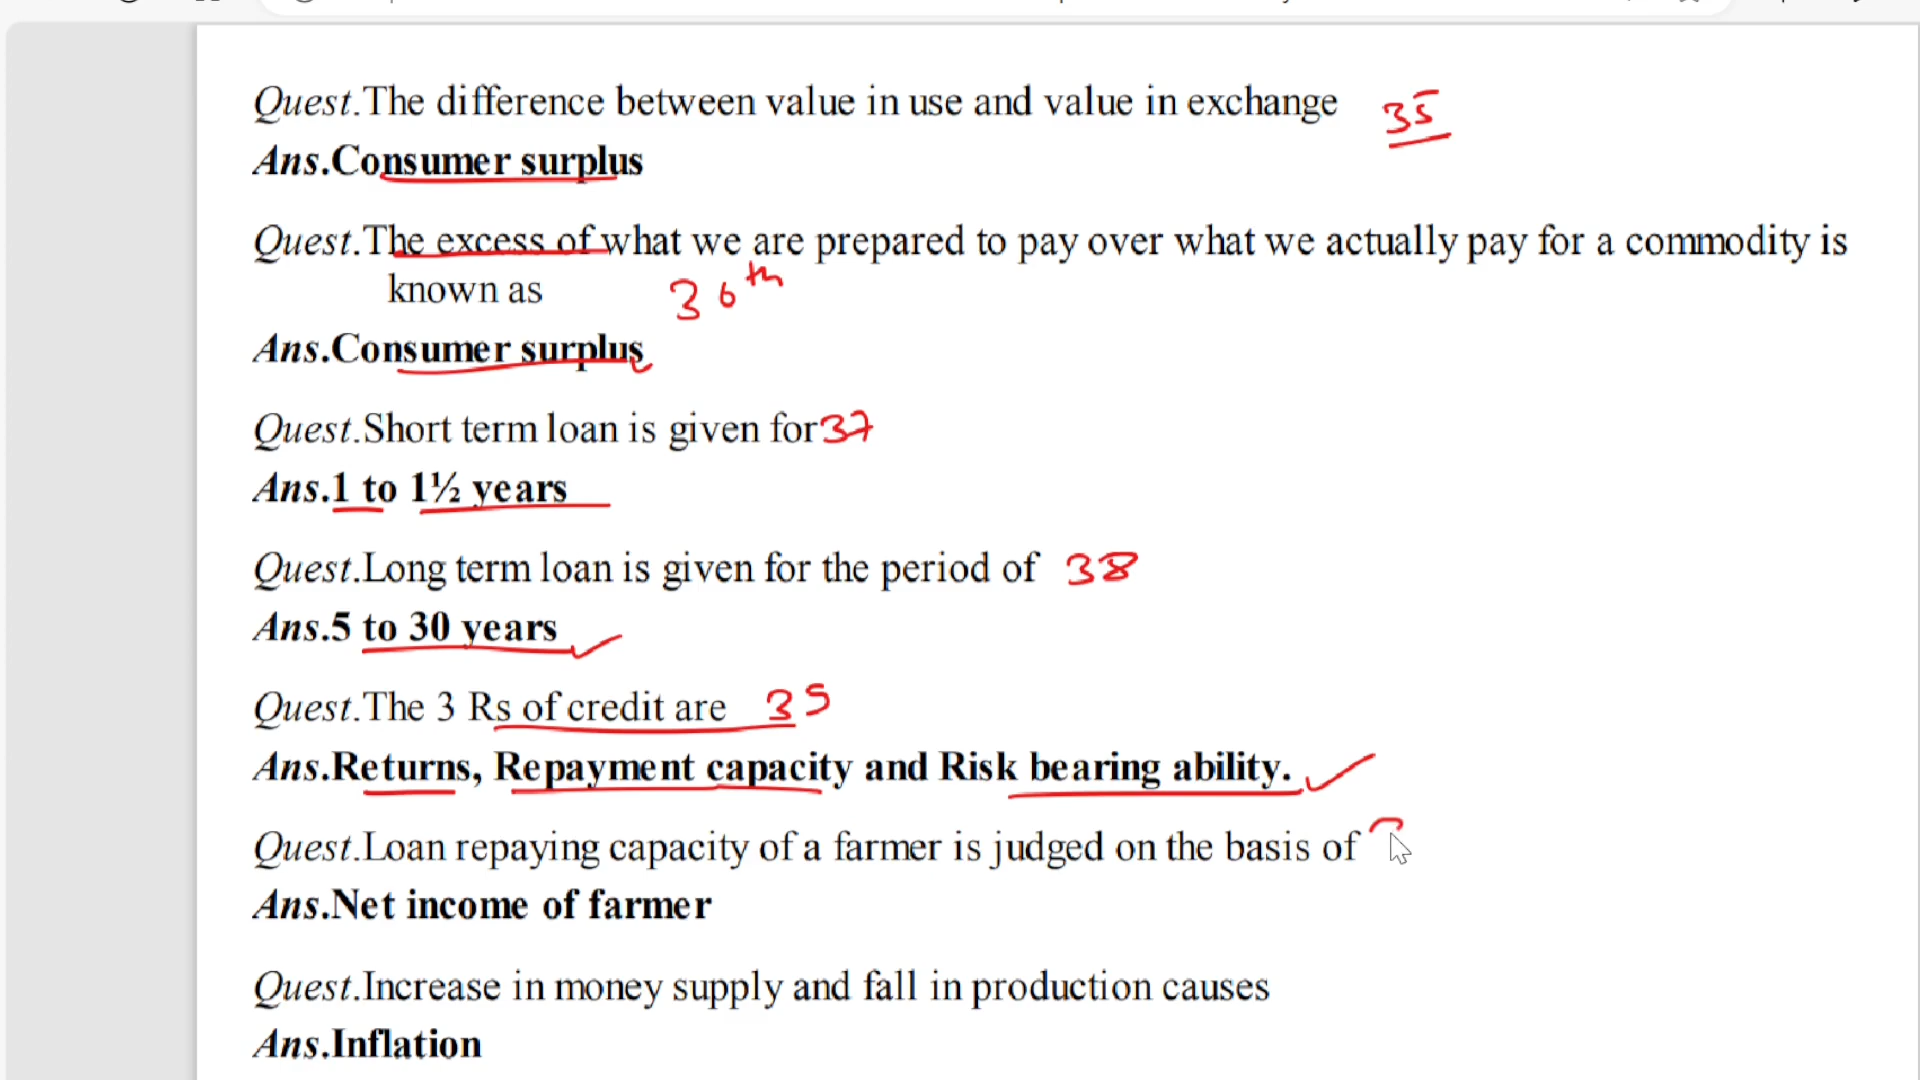 Quest.The difference between value in use and value in exchange 35
Ans.Consumer surplus
Quest.The excess of what we are prepared to pay over what we actually pay for a commodity is
known as 36th
Ans.Consumer surplus
Quest.Short term loan is given for 37
Ans.1 to 1½ years
Quest.Long term loan is given for the period of 38
Ans.5 to 30 years
Quest.The 3 Rs of credit are 39
Ans.Returns, Repayment capacity and Risk bearing ability.
Quest.Loan repaying capacity of a farmer is judged on the basis of
Ans.Net income of farmer
Quest.Increase in money supply and fall in production causes
Ans.Inflation